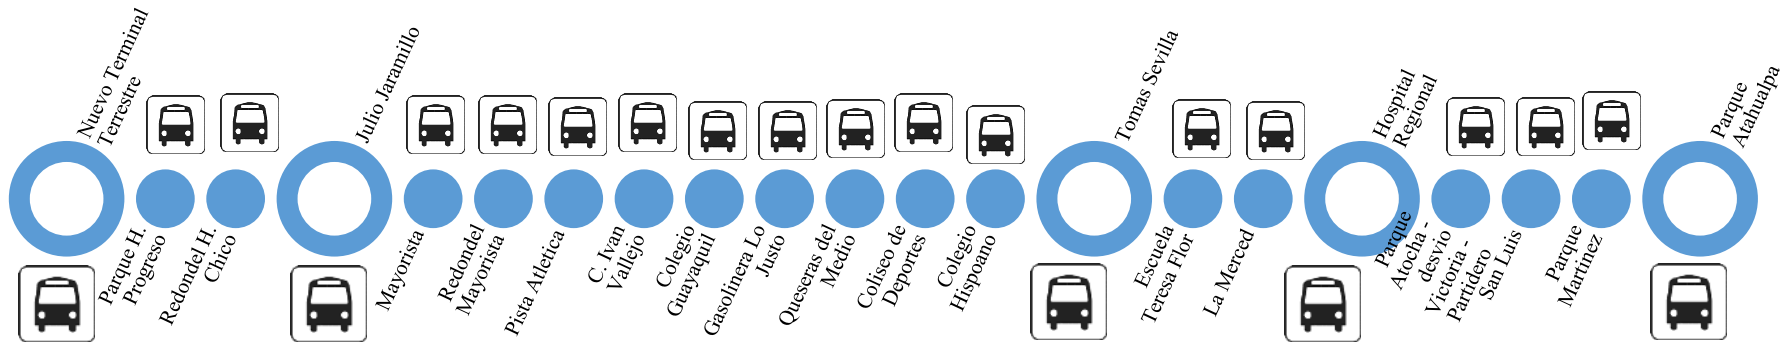 Nuevo Terminal
Terrestre
Parque H.
Progreso
Redondel H.
Chico
Julio Jaramillo
Mayorista
Redondel
Mayorista
Pista Atletica
C. Ivan
Vallejo
Colegio
Guayaquil
Gasolinera Lo
Justo
Queseras del
Medio
Coliseo de
Deportes
Colegio
Hispoano
Tomas Sevilla
Escuela
Teresa Flor
La Merced
Hospital
Regional
Parque
Atocha -
desvio
Victoria -
Partidero
San Luis
Parque
Martinez
Parque
Atahualpa